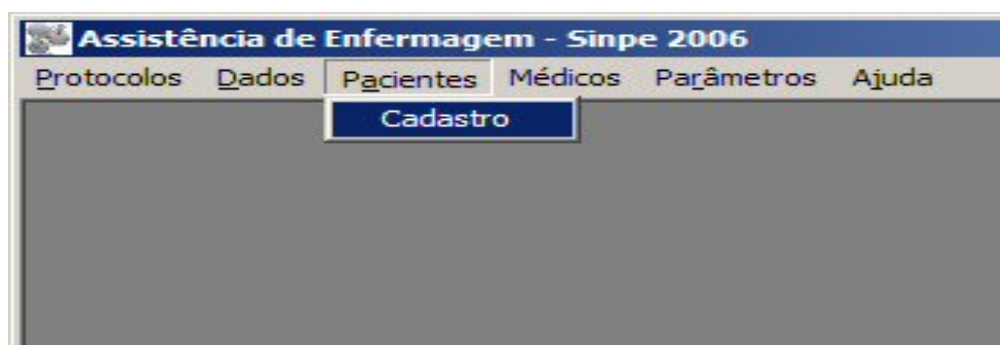 Assistência de Enfermagem - Sinpe 2006
Protocolos Dados Pacientes Médicos Parâmetros Ajuda
Cadastro